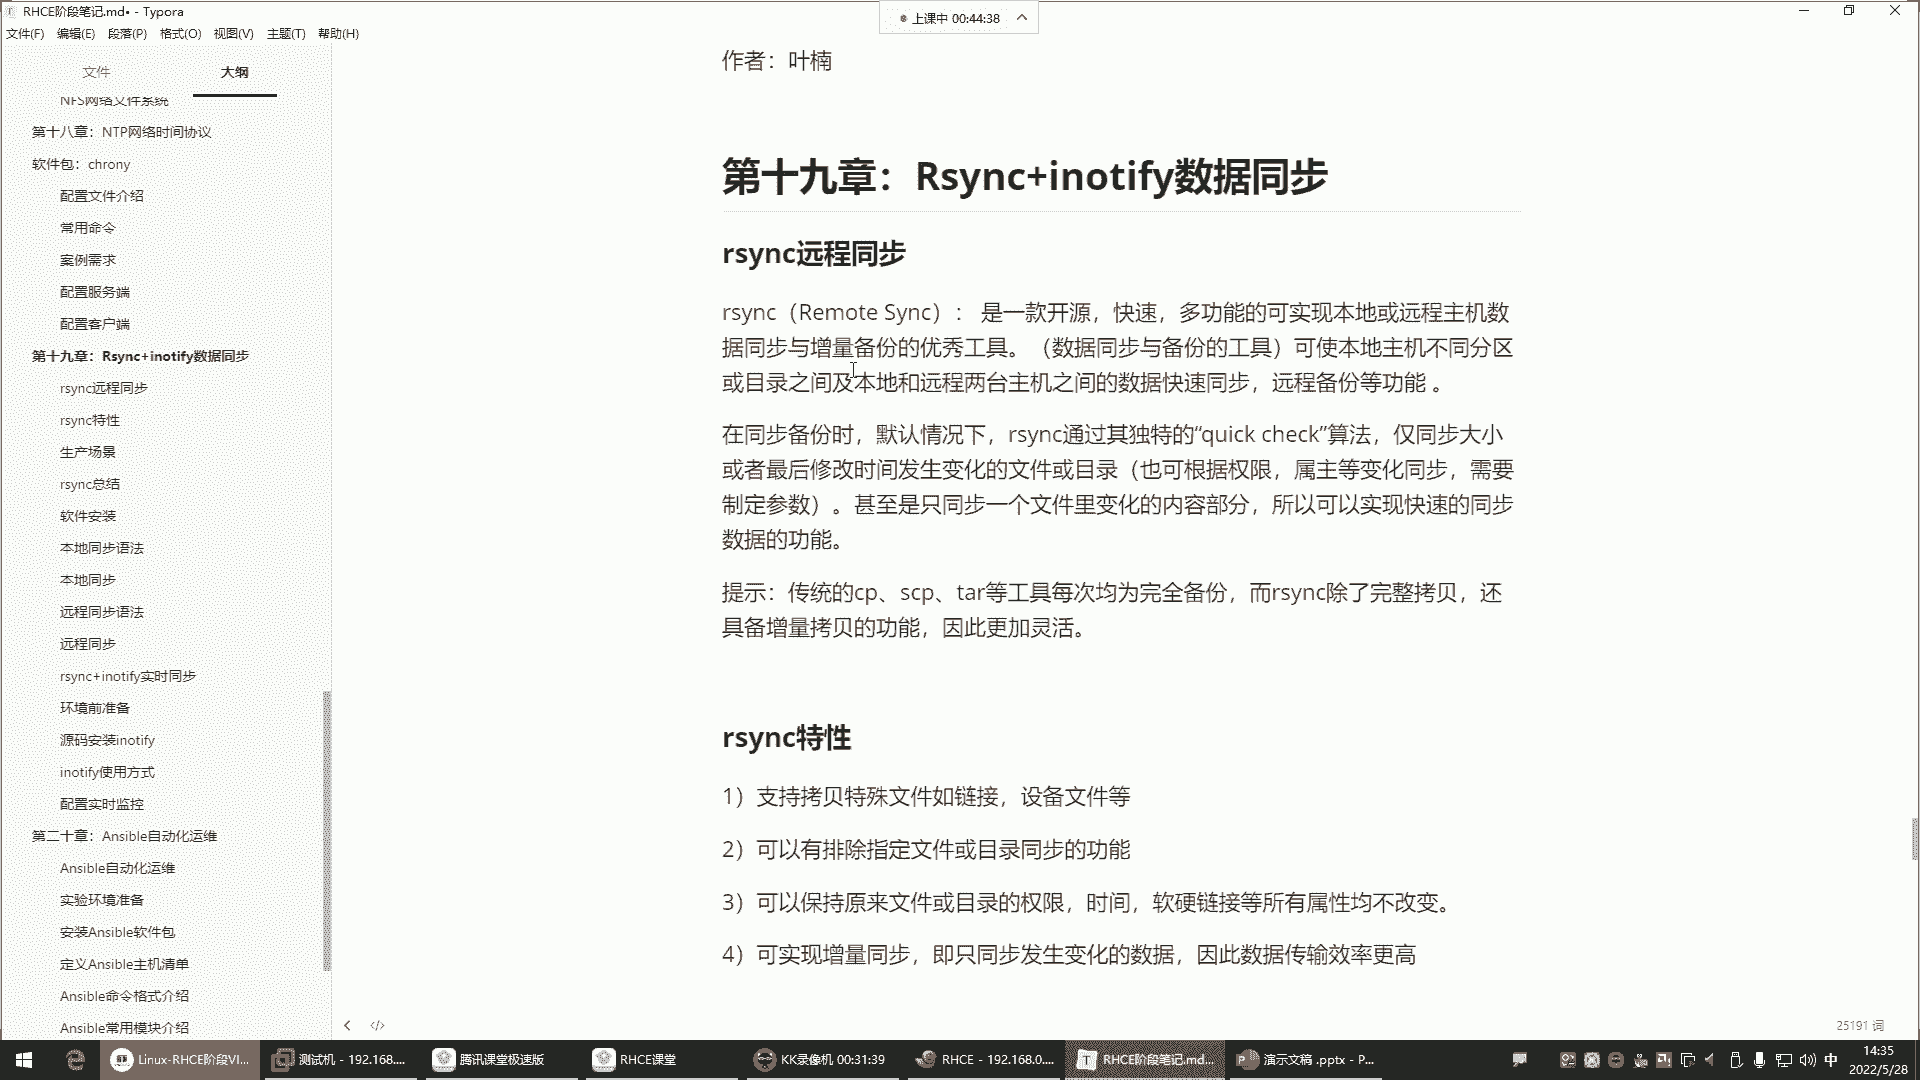 RHCE阶段笔记.md• - Typora
上课中 00:44:38
文件(F) 编辑(E) 段落(P) 格式(O) 视图(V) 主题(T) 帮助(H)
文件 大纲
NFS网络文件系统
第十八章：NTP网络时间协议
软件包：chrony
配置文件介绍
常用命令
案例需求
配置服务端
配置客户端
第十九章：Rsync+inotify数据同步
rsync远程同步
rsync特性
生产场景
rsync总结
软件安装
本地同步语法
本地同步
远程同步语法
远程同步
rsync+inotify实时同步
环境前准备
源码安装inotify
inotify使用方式
配置实时监控
第二十章：Ansible自动化运维
Ansible自动化运维
实验环境准备
安装Ansible软件包
定义Ansible主机清单
Ansible命令格式介绍
Ansible常用模块介绍
作者：叶楠
第十九章：Rsync+inotify数据同步
rsync远程同步
rsync（Remote Sync）： 是一款开源，快速，多功能的可实现本地或远程主机数
据同步与增量备份的优秀工具。（数据同步与备份的工具）可使本地主机不同分区
或目录之间及本地和远程两台主机之间的数据快速同步，远程备份等功能 。
在同步备份时，默认情况下，rsync通过其独特的“quick check”算法，仅同步大小
或者最后修改时间发生变化的文件或目录（也可根据权限，属主等变化同步，需要
制定参数）。甚至是只同步一个文件里变化的内容部分，所以可以实现快速的同步
数据的功能。
提示：传统的cp、scp、tar等工具每次均为完全备份，而rsync除了完整拷贝，还
具备增量拷贝的功能，因此更加灵活。
rsync特性
1）支持拷贝特殊文件如链接，设备文件等
2）可以有排除指定文件或目录同步的功能
3）可以保持原来文件或目录的权限，时间，软硬链接等所有属性均不改变。
4）可实现增量同步，即只同步发生变化的数据，因此数据传输效率更高
25191 词
Linux-RHCE阶段VI...
测试机 - 192.168....
腾讯课堂极速版
RHCE课堂
KK录像机 00:31:39
RHCE - 192.168.0....
RHCE阶段笔记.md...
演示文稿 .pptx - P...
中
14:35
2022/5/28